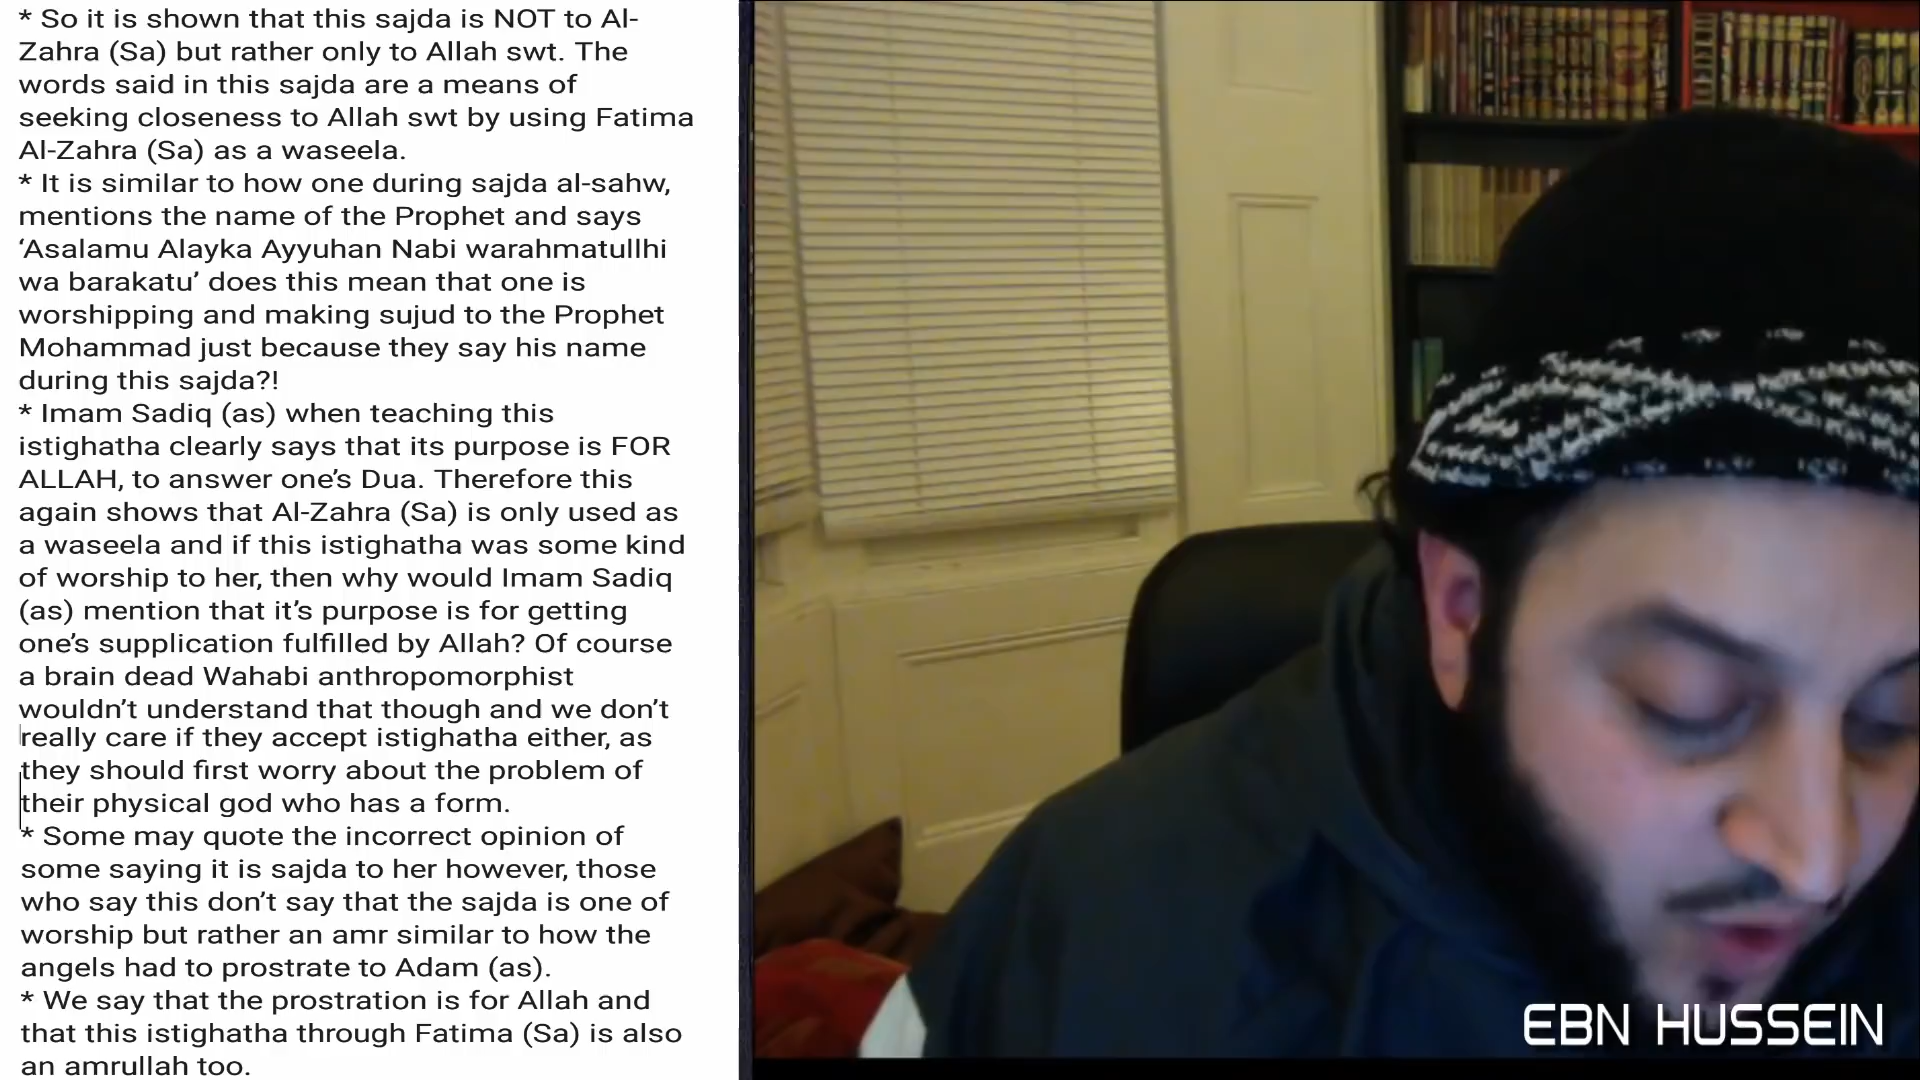 * So it is shown that this sajda is NOT to Al-
Zahra (Sa) but rather only to Allah swt. The
words said in this sajda are a means of
seeking closeness to Allah swt by using Fatima
Al-Zahra (Sa) as a waseela.
* It is similar to how one during sajda al-sahw,
mentions the name of the Prophet and says
‘Asalamu Alayka Ayyuhan Nabi warahmatullhi
wa barakatu’ does this mean that one is
worshipping and making sujud to the Prophet
Mohammad just because they say his name
during this sajda?!
* Imam Sadiq (as) when teaching this
istighatha clearly says that its purpose is FOR
ALLAH, to answer one’s Dua. Therefore this
again shows that Al-Zahra (Sa) is only used as
a waseela and if this istighatha was some kind
of worship to her, then why would Imam Sadiq
(as) mention that it’s purpose is for getting
one’s supplication fulfilled by Allah? Of course
a brain dead Wahabi anthropomorphist
wouldn’t understand that though and we don’t
really care if they accept istighatha either, as
they should first worry about the problem of
their physical god who has a form.
* Some may quote the incorrect opinion of
some saying it is sajda to her however, those
who say this don’t say that the sajda is one of
worship but rather an amr similar to how the
angels had to prostrate to Adam (as).
* We say that the prostration is for Allah and
that this istighatha through Fatima (Sa) is also
an amrullah too.
EBN HUSSEIN